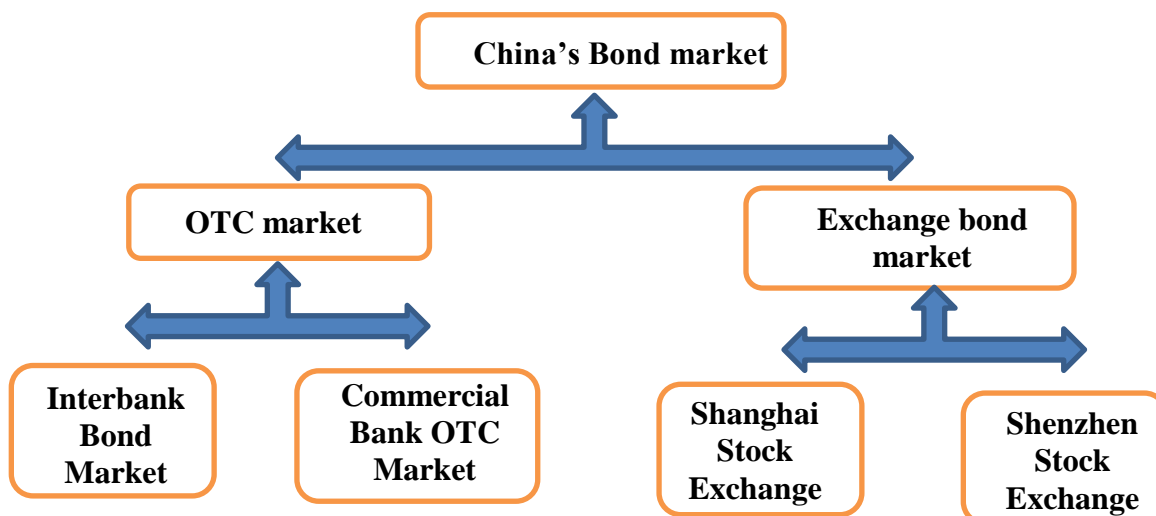 China’s Bond market
OTC market
Exchange bond
market
Interbank
Bond
Market
Commercial
Bank OTC
Market
Shanghai
Stock
Exchange
Shenzhen
Stock
Exchange